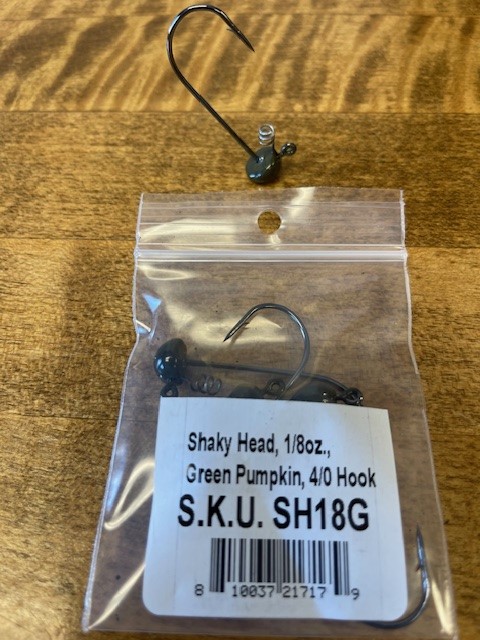 Shaky Head, 1/8oz.,
Green Pumpkin, 4/0 Hook
S.K.U. SH18G
8 10037 21717 9